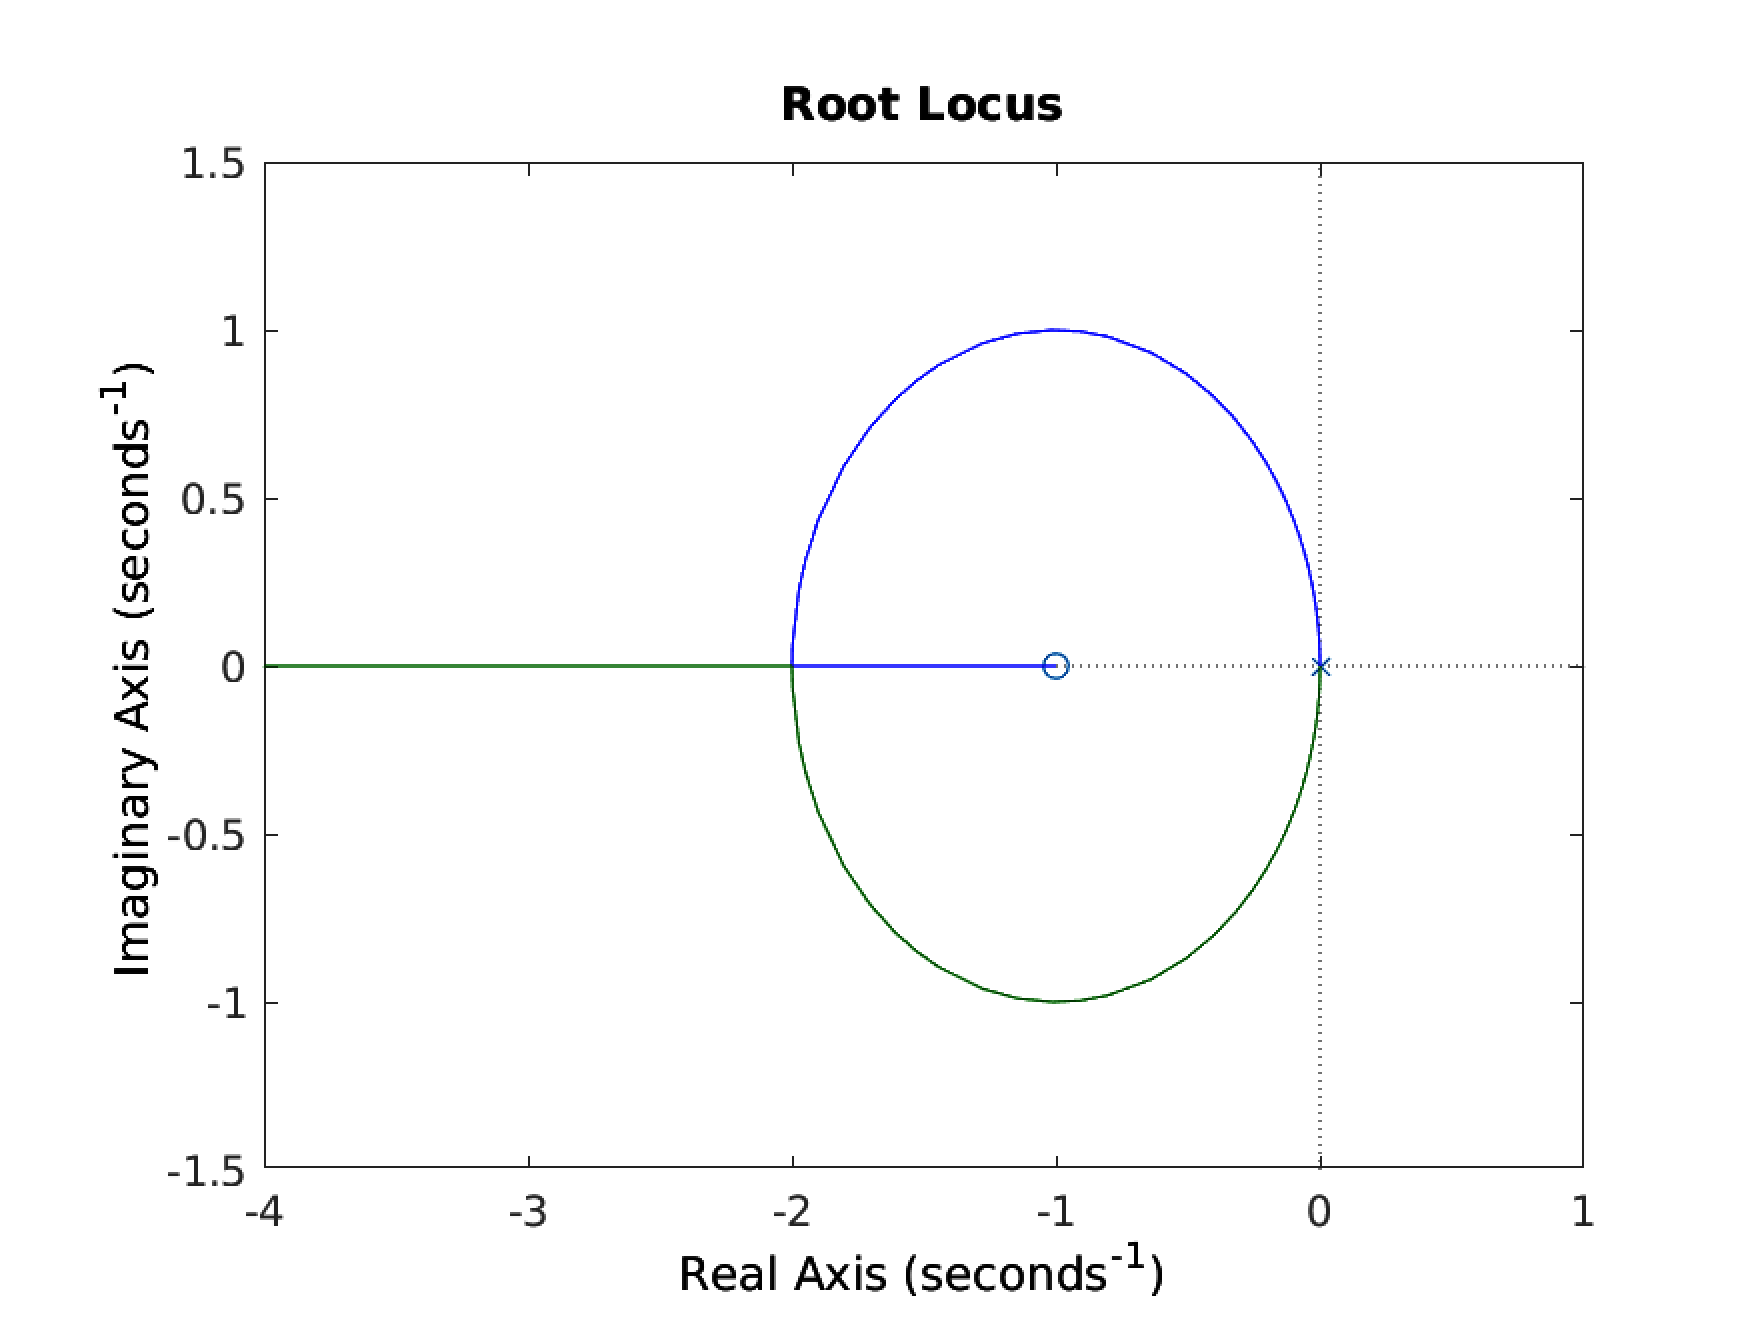 Root Locus
1.5
1
0.5
0
-0.5
-1
-1.5
-4 -3 -2 -1 0 1
Imaginary Axis (seconds⁻¹)
Real Axis (seconds⁻¹)